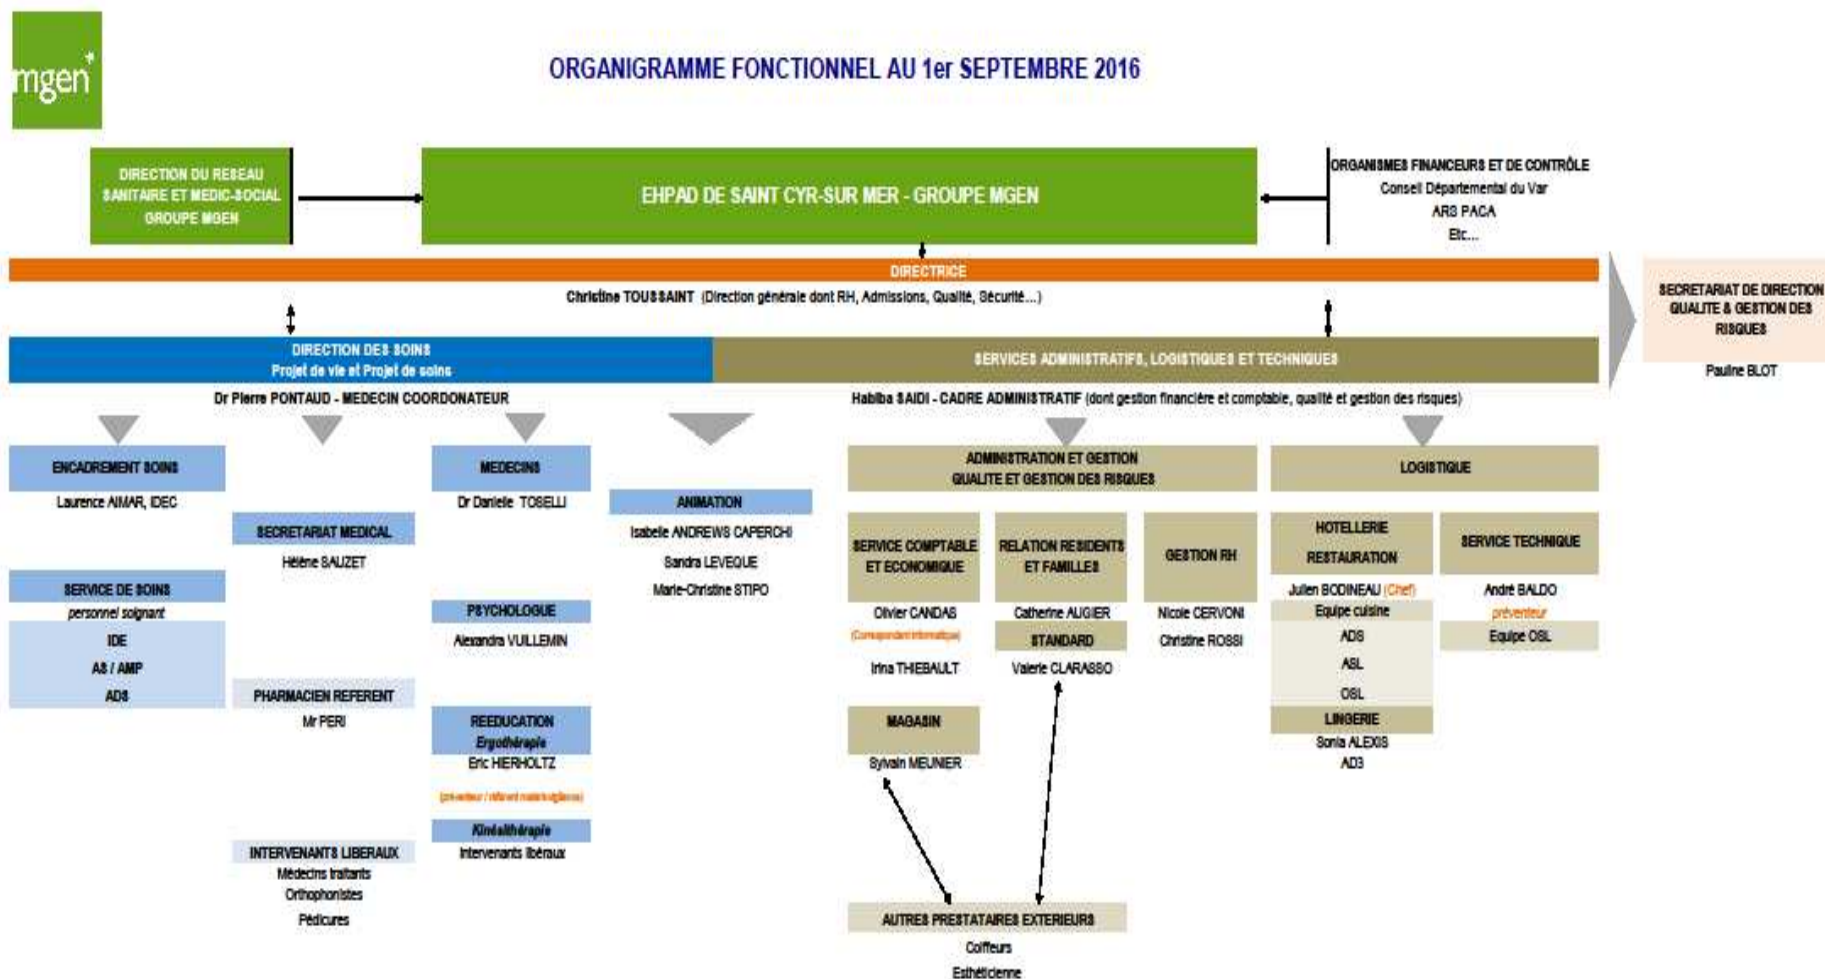 mgen*
ORGANIGRAMME FONCTIONNEL AU 1er SEPTEMBRE 2016
DIRECTION DU RESEAU
SANITAIRE ET MEDIC-SOCIAL
GROUPE MGEN
EHPAD DE SAINT CYR-SUR MER - GROUPE MGEN
ORGANISMES FINANCEURS ET DE CONTRÔLE
Conseil Départemental du Var
ARS PACA
Etc...
DIRECTRICE
Christine TOUSSAINT (Direction générale dont RH, Admissions, Qualité, Sécurité...)
SECRETARIAT DE DIRECTION
QUALITE & GESTION DES
RISQUES
Pauline BLOT
DIRECTION DES SOINS
Projet de vie et Projet de soins
Dr Pierre PONTAUD - MEDECIN COORDONATEUR
SERVICES ADMINISTRATIFS, LOGISTIQUES ET TECHNIQUES
Habiba SAIDI - CADRE ADMINISTRATIF (dont gestion financière et comptable, qualité et gestion des risques)
ENCADREMENT SOINS
Laurence AIMAR, IDEC
SERVICE DE SOINS
personnel soignant
IDE
AS / AMP
ADS
SECRETARIAT MEDICAL
Hélène SAUZET
PHARMACIEN REFERENT
Mr PERI
INTERVENANTS LIBERAUX
Médecins traitants
Orthophonistes
Pédicures
MEDECINS
Dr Danielle TOSELLI
PSYCHOLOGUE
Alexandra VUILLEMIN
REEDUCATION
Ergothérapie
Eric HIERHOLTZ
(préventeur / référent matériovigilance)
Kinésithérapie
Intervenants libéraux
ANIMATION
Isabelle ANDREWS CAPERCHI
Sandra LEVEQUE
Marie-Christine STIPO
ADMINISTRATION ET GESTION
QUALITE ET GESTION DES RISQUES
SERVICE COMPTABLE
ET ECONOMIQUE
Olivier CANDAS
(Correspondant informatique)
Irina THIEBAULT
MAGASIN
Sylvain MEUNIER
RELATION RESIDENTS
ET FAMILLES
Catherine AUGIER
STANDARD
Valerie CLARASSO
GESTION RH
Nicole CERVONI
Christine ROSSI
AUTRES PRESTATAIRES EXTERIEURS
Coiffeurs
Esthéticienne
LOGISTIQUE
HOTELLERIE
RESTAURATION
Julien BODINEAU (Chef)
Equipe cuisine
ADS
ASL
OSL
LINGERIE
Sonia ALEXIS
AD3
SERVICE TECHNIQUE
André BALDO
préventeur
Equipe OSL